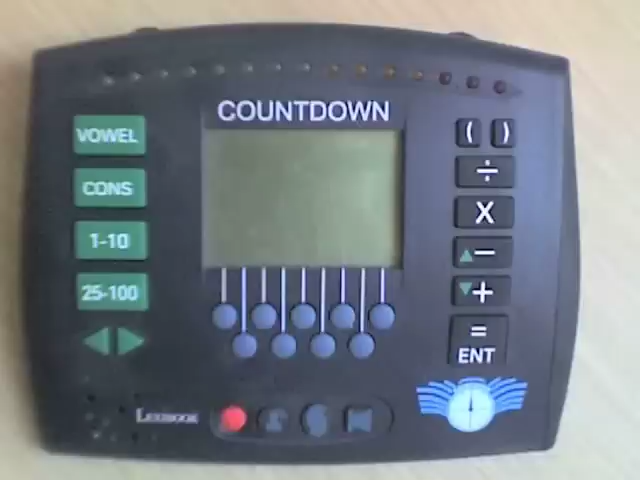 COUNTDOWN
VOWEL
CONS
1-10
25-100
( )
÷
X
−
+
=
ENT
LEXIBOOK